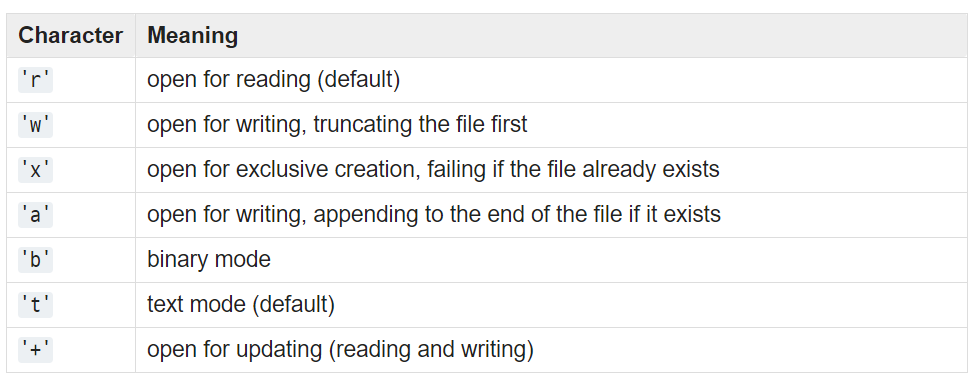 Character Meaning
'r' open for reading (default)
'w' open for writing, truncating the file first
'x' open for exclusive creation, failing if the file already exists
'a' open for writing, appending to the end of the file if it exists
'b' binary mode
't' text mode (default)
'+' open for updating (reading and writing)